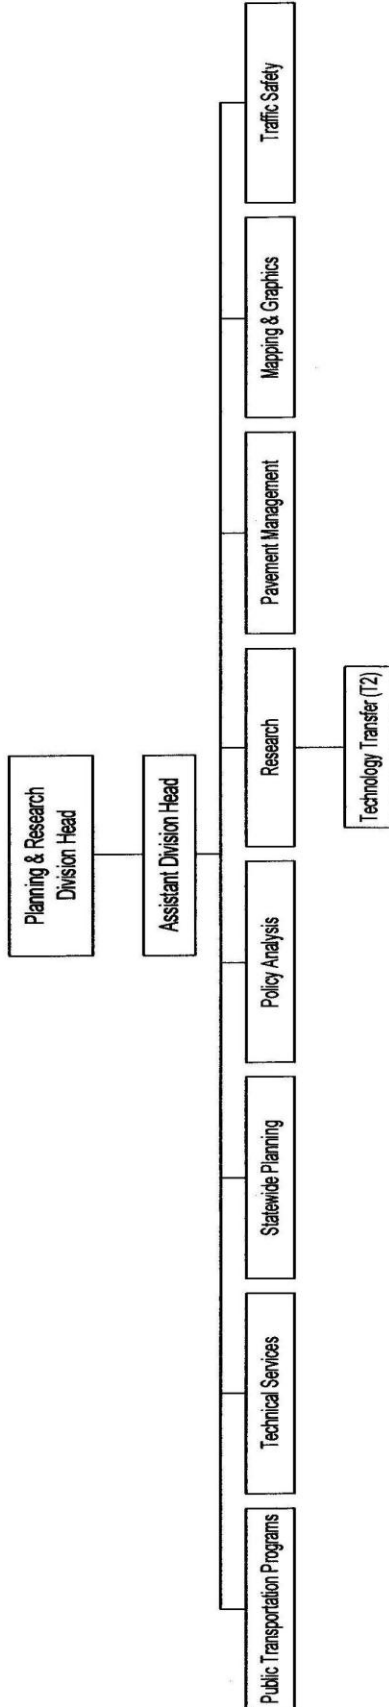 Planning & Research
Division Head
Assistant Division Head
Public Transportation Programs
Technical Services
Statewide Planning
Policy Analysis
Research
Pavement Management
Mapping & Graphics
Traffic Safety
Technology Transfer (T2)